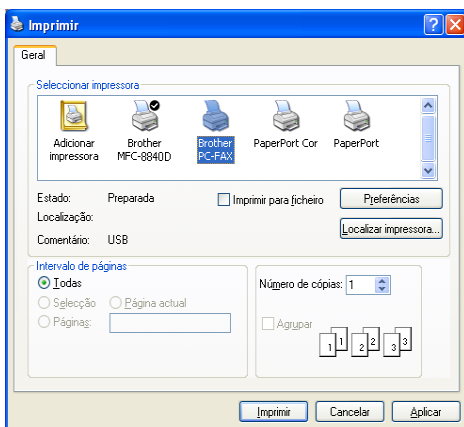 Imprimir
Geral
Seleccionar impressora
Adicionar impressora
Brother MFC-8840D
Brother PC-FAX
PaperPort Cor
PaperPort
Estado: Preparada
Imprimir para ficheiro
Preferências
Localização:
Localizar impressora...
Comentário: USB
Intervalo de páginas
Todas
Selecção
Página actual
Páginas:
Número de cópias: 1
Agrupar
1 1 2 2 3 3
Imprimir
Cancelar
Aplicar